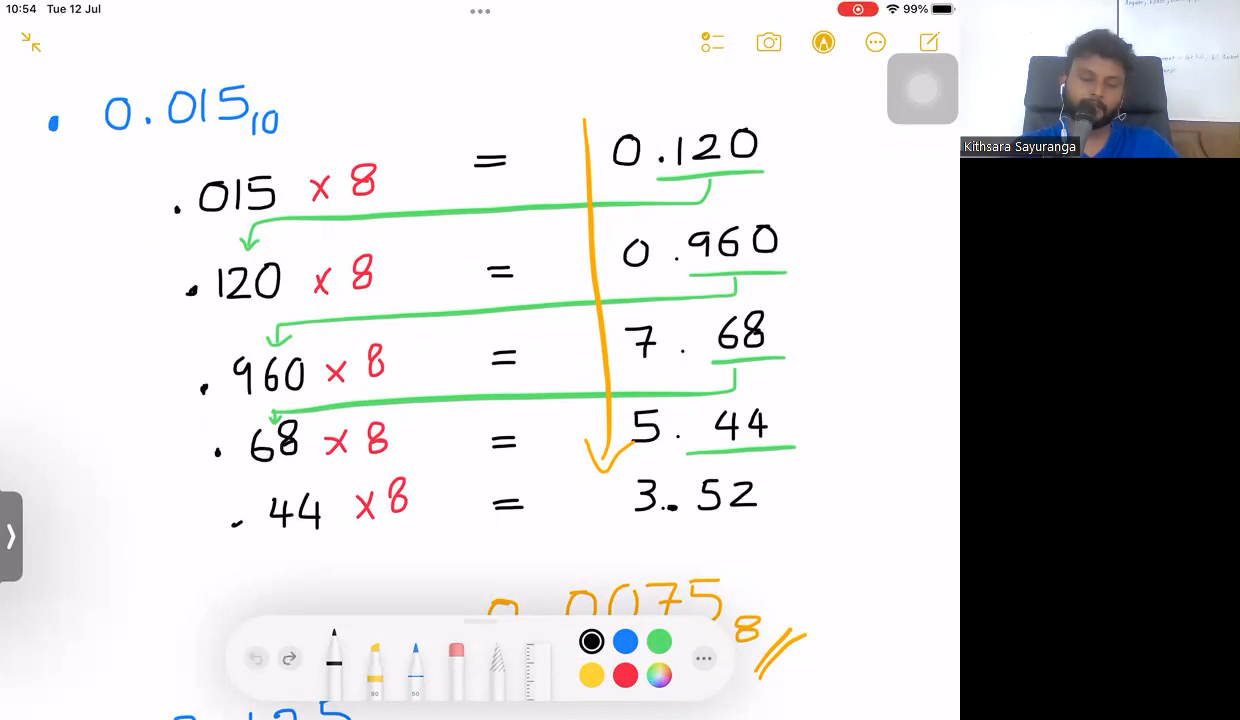 10:54 Tue 12 Jul
99%
. 0.015₁₀
.015 × 8 = 0.120
.120 × 8 = 0.960
.960 × 8 = 7.68
.68 × 8 = 5.44
.44 × 8 = 3.52
0.0075₈
Kithsara Sayuranga